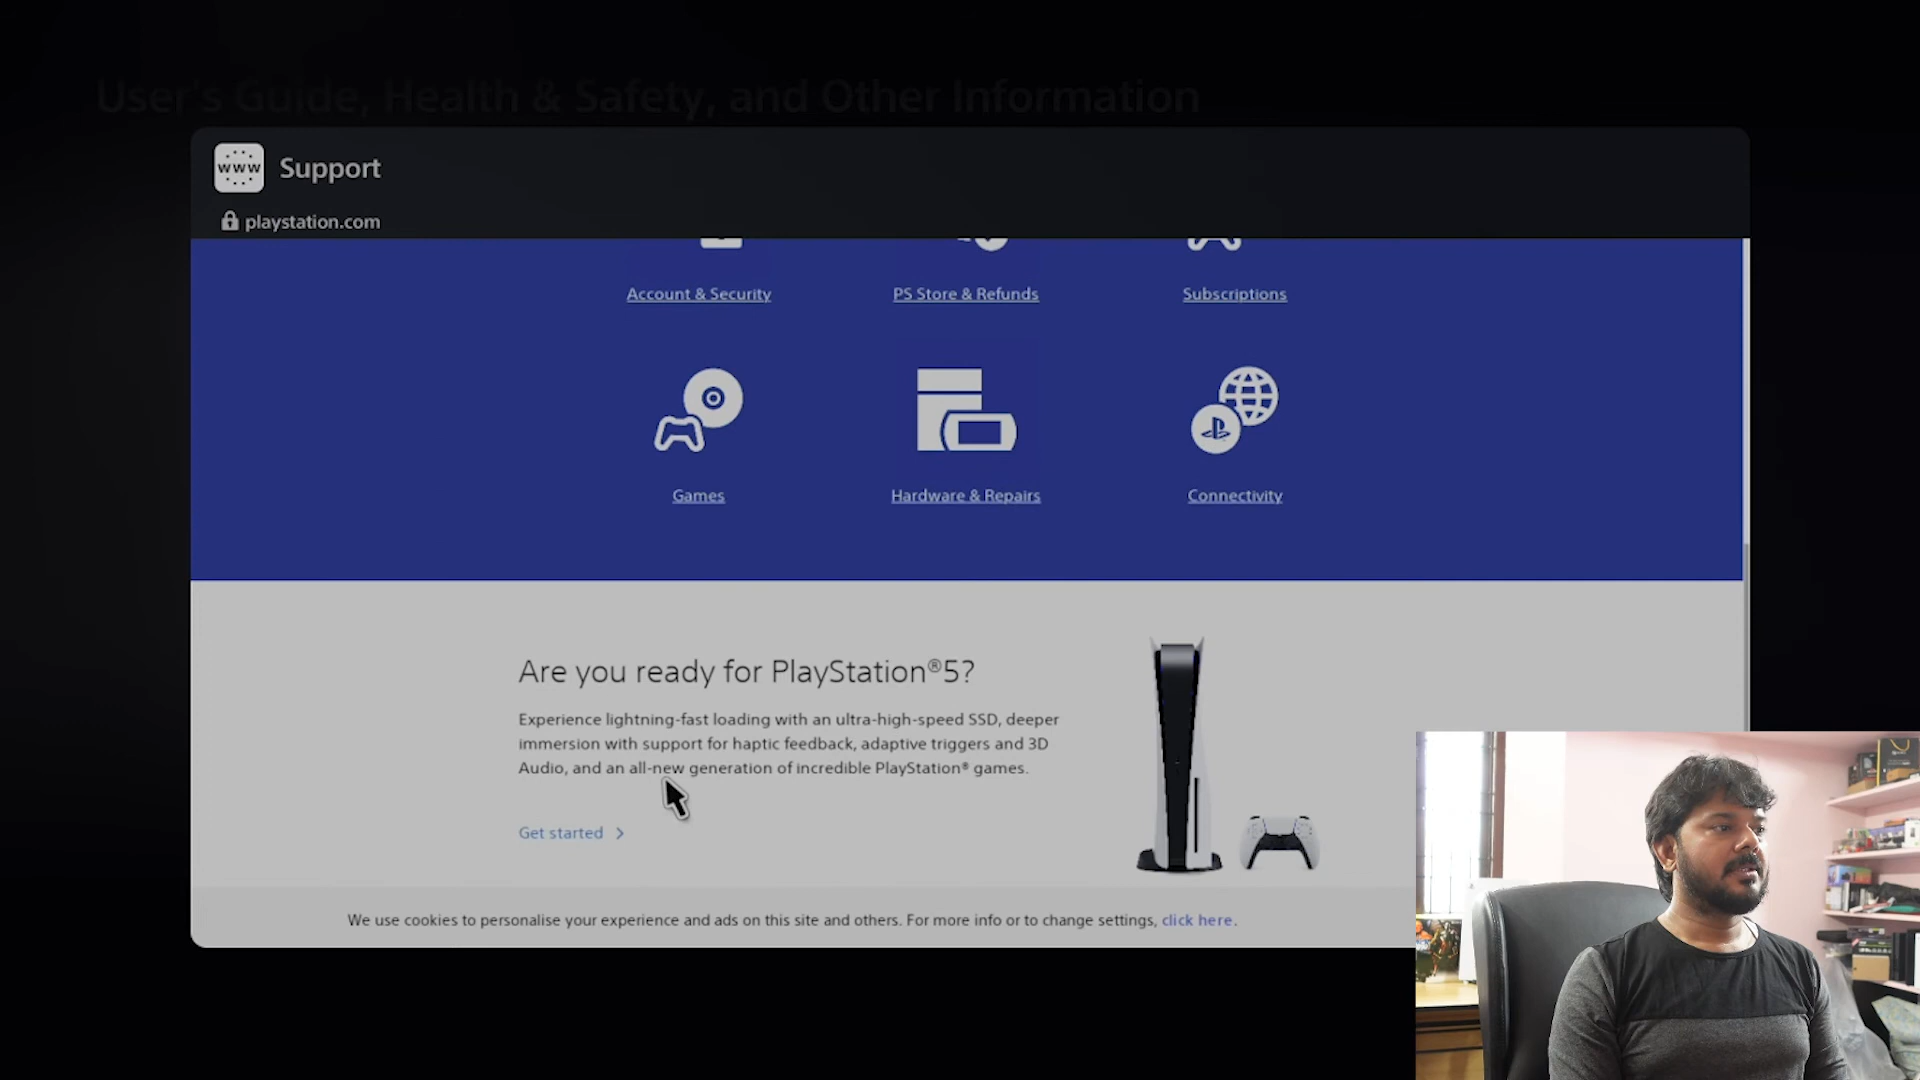 User's Guide, Health & Safety, and Other Information
www
Support
playstation.com
Account & Security
PS Store & Refunds
Subscriptions
Games
Hardware & Repairs
Connectivity
Are you ready for PlayStation®5?
Experience lightning-fast loading with an ultra-high-speed SSD, deeper
immersion with support for haptic feedback, adaptive triggers and 3D
Audio, and an all-new generation of incredible PlayStation® games.
Get started
We use cookies to personalise your experience and ads on this site and others. For more info or to change settings, click here.